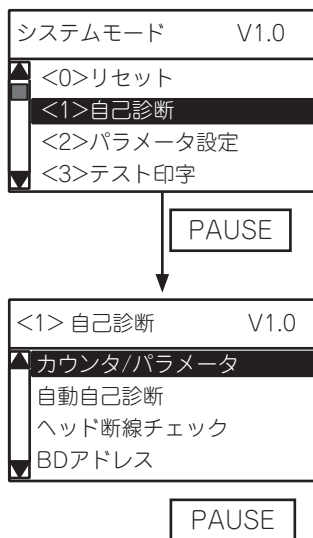 システムモード V1.0
<0>リセット
<1>自己診断
<2>パラメータ設定
<3>テスト印字
PAUSE
<1> 自己診断 V1.0
カウンタ/パラメータ
自動自己診断
ヘッド断線チェック
BDアドレス
PAUSE